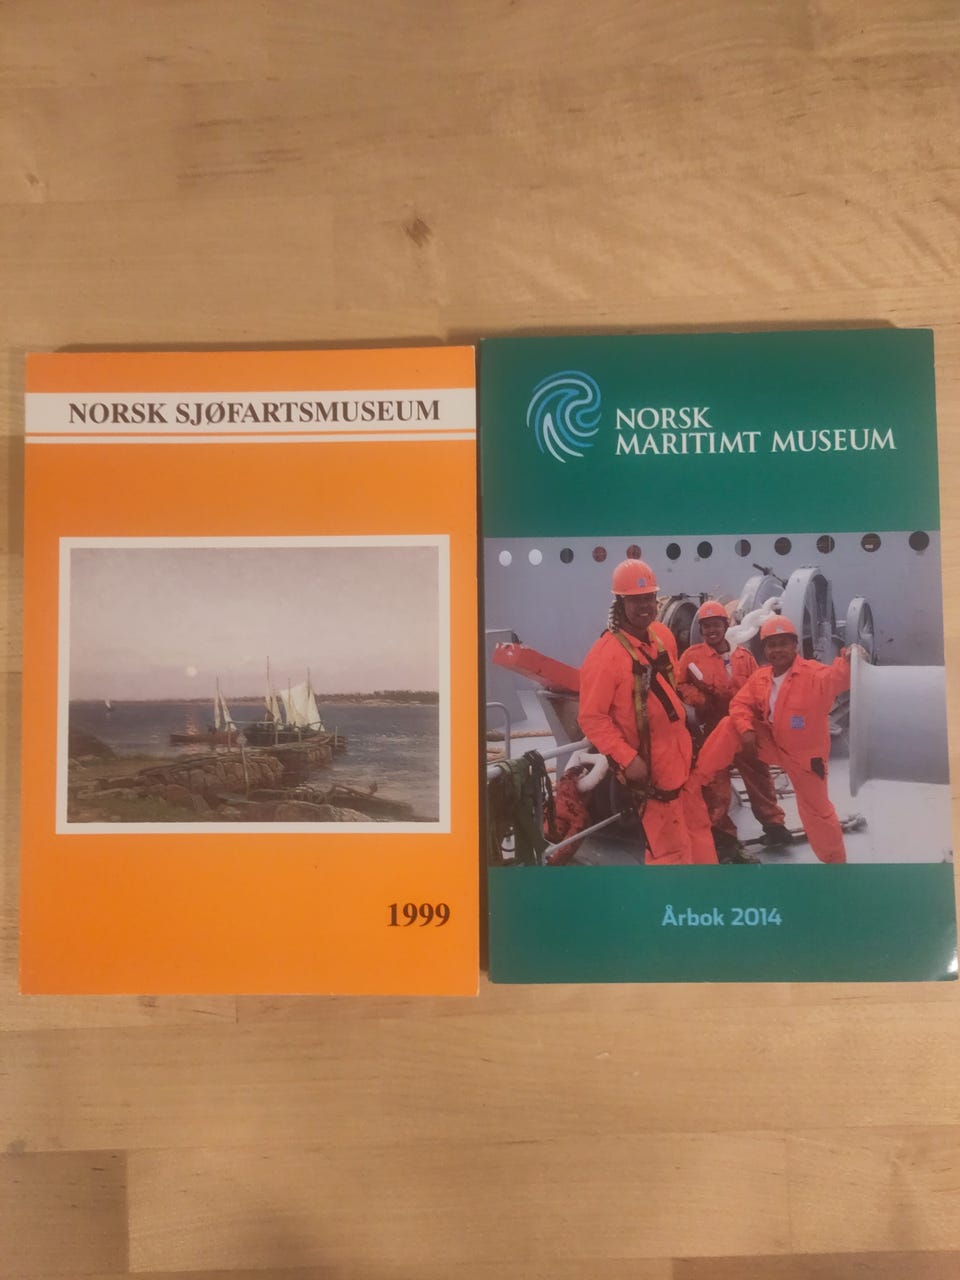 NORSK SJØFARTSMUSEUM
1999
NORSK
MARITIMT MUSEUM
Årbok 2014